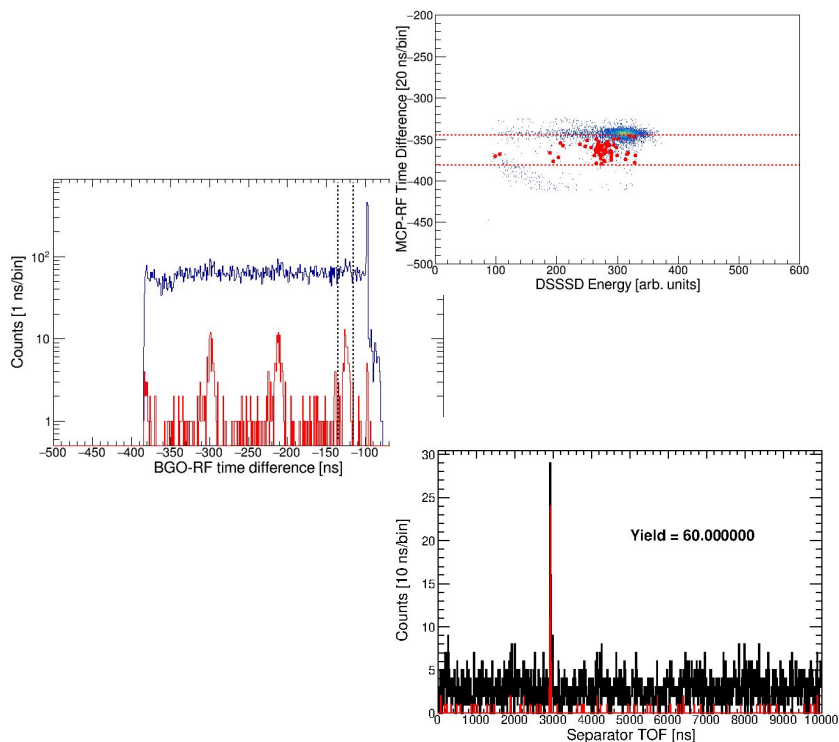 −200
−250
−300
−350
−400
−450
−500
MCP-RF Time Difference [20 ns/bin]
0 100 200 300 400 500 600
DSSSD Energy [arb. units]
10²
10
1
Counts [1 ns/bin]
−500 −450 −400 −350 −300 −250 −200 −150 −100
BGO-RF time difference [ns]
30
25
20
15
10
5
0
Counts [10 ns/bin]
Yield = 60.000000
0 1000 2000 3000 4000 5000 6000 7000 8000 9000 10000
Separator TOF [ns]